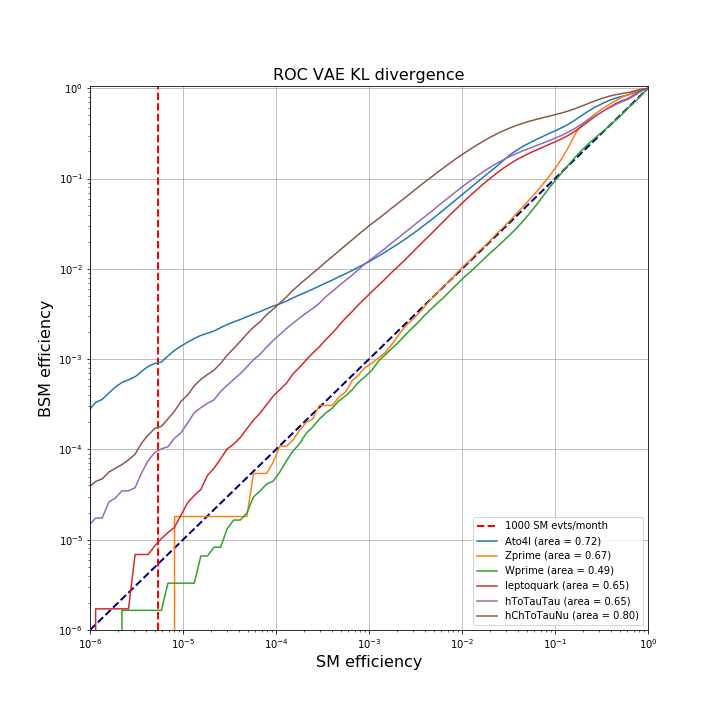 ROC VAE KL divergence
BSM efficiency
10⁰
10⁻¹
10⁻²
10⁻³
10⁻⁴
10⁻⁵
10⁻⁶
1000 SM evts/month
Ato4l (area = 0.72)
Zprime (area = 0.67)
Wprime (area = 0.49)
leptoquark (area = 0.65)
hToTauTau (area = 0.65)
hChToTauNu (area = 0.80)
10⁻⁶ 10⁻⁵ 10⁻⁴ 10⁻³ 10⁻² 10⁻¹ 10⁰
SM efficiency